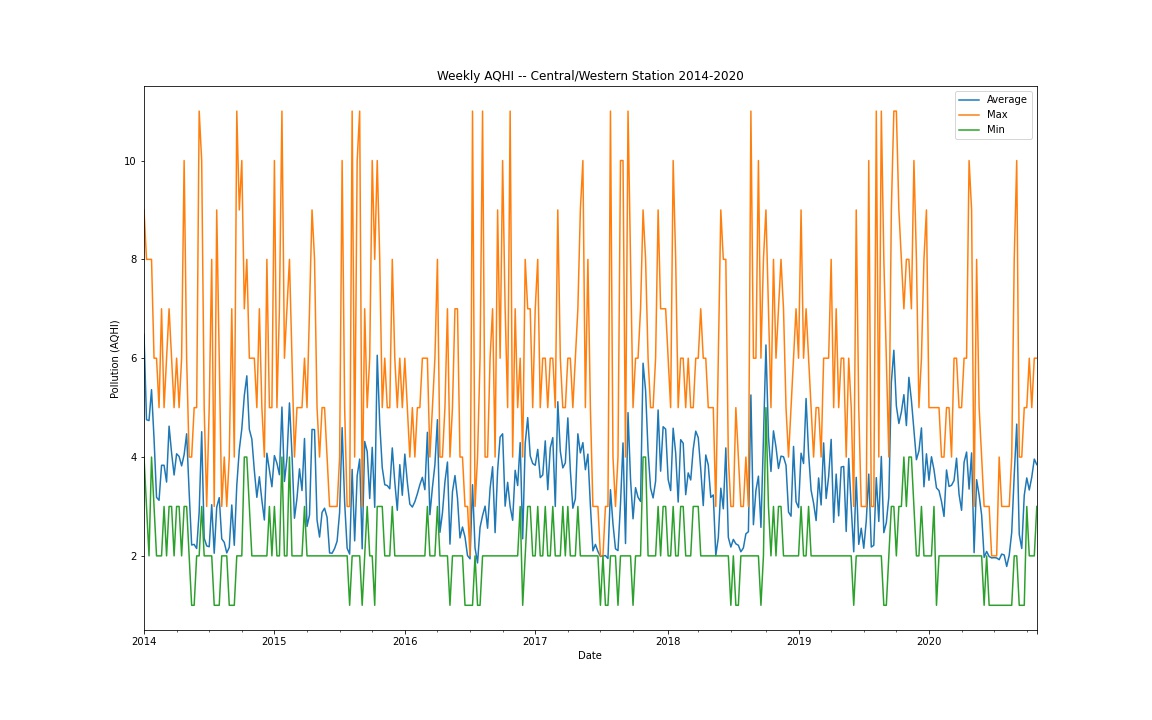 Weekly AQHI -- Central/Western Station 2014-2020
Average
Max
Min
10
8
6
4
2
Pollution (AQHI)
2014 2015 2016 2017 2018 2019 2020
Date